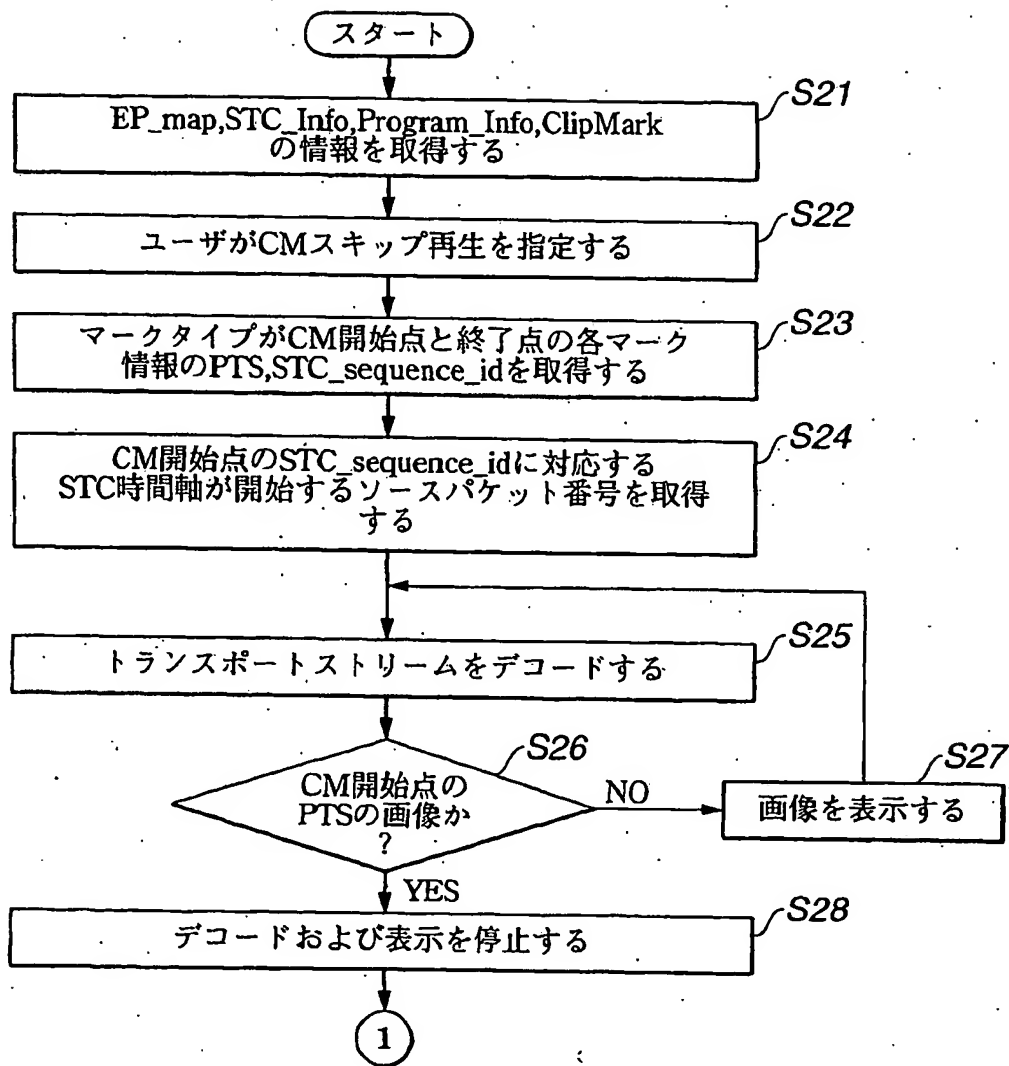 スタート
S21
EP_map,STC_Info,Program_Info,ClipMark
の情報を取得する
S22
ユーザがCMスキップ再生を指定する
S23
マークタイプがCM開始点と終了点の各マーク
情報のPTS,STC_sequence_idを取得する
S24
CM開始点のSTC_sequence_idに対応する
STC時間軸が開始するソースパケット番号を取得
する
S25
トランスポートストリームをデコードする
S26
CM開始点の
PTSの画像か
?
NO
S27
画像を表示する
YES
S28
デコードおよび表示を停止する
1